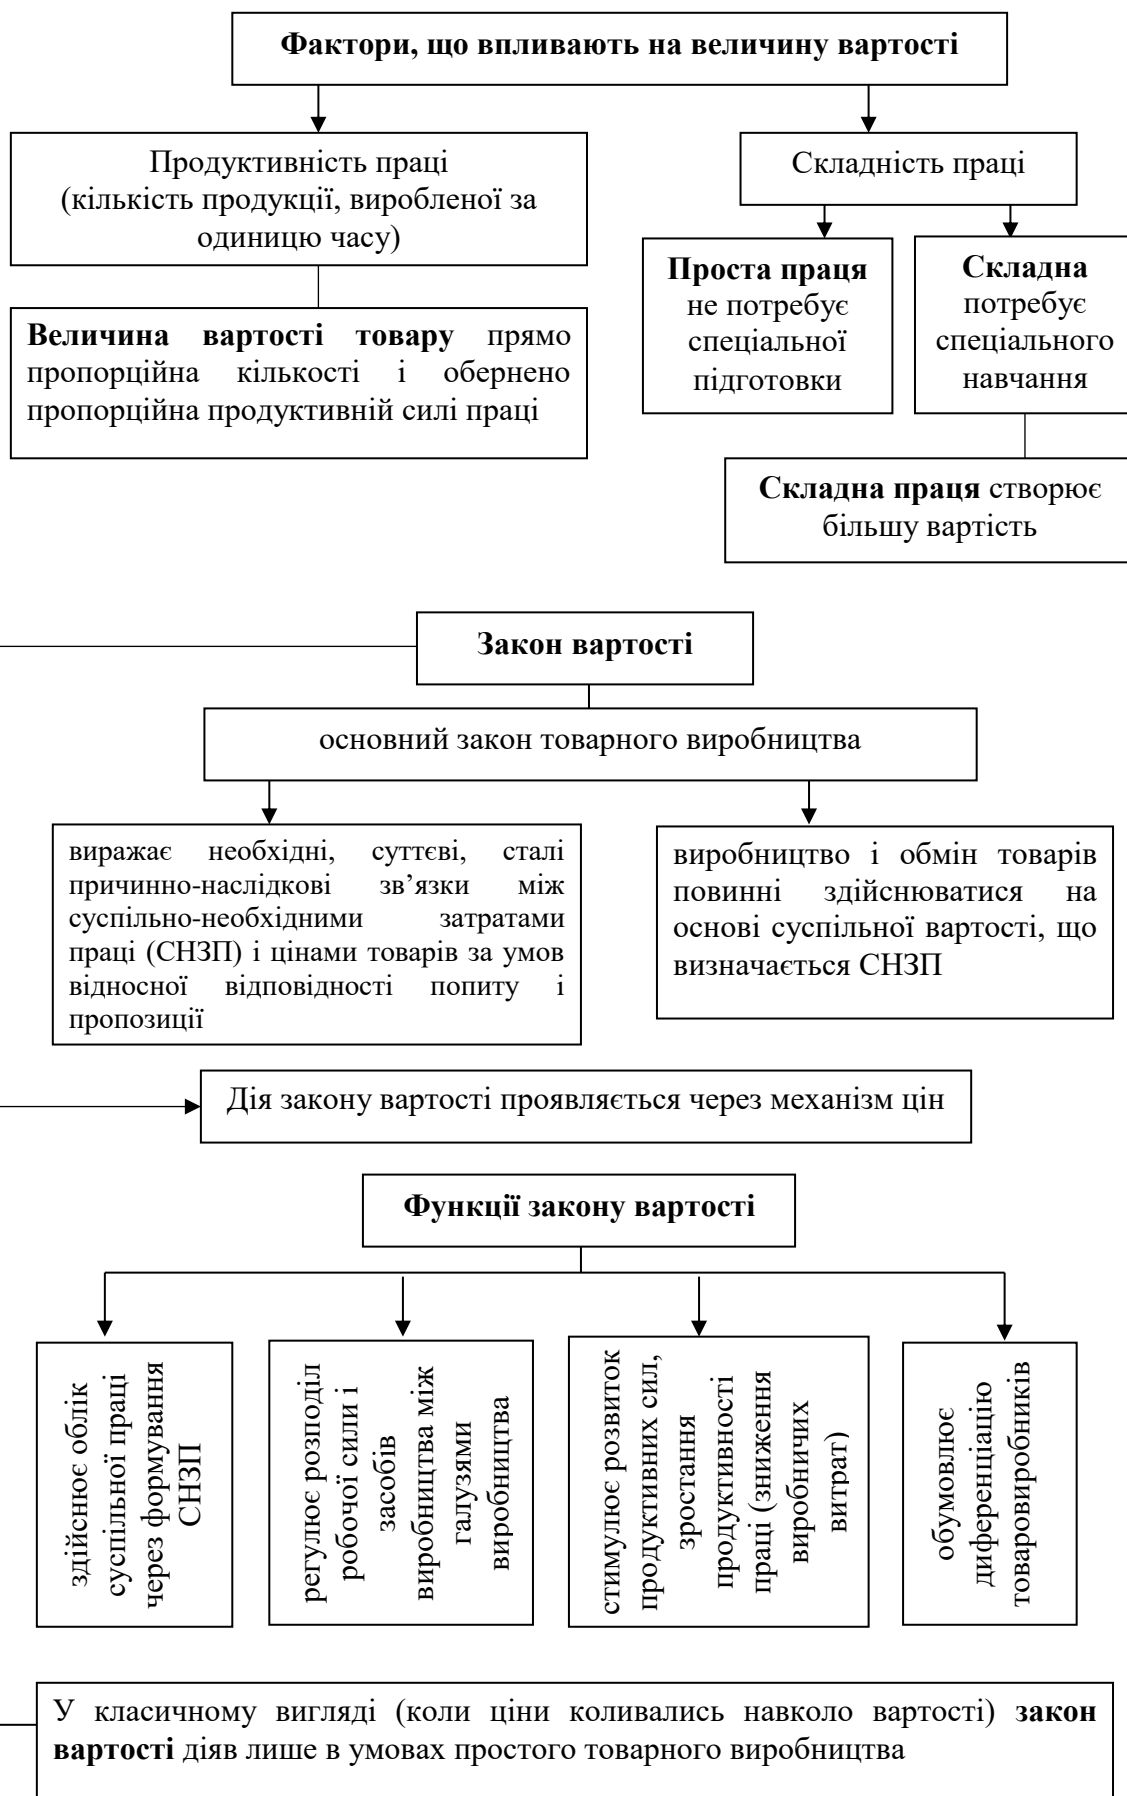 Фактори, що впливають на величину вартості
Продуктивність праці
(кількість продукції, виробленої за
одиницю часу)
Складність праці
Проста праця
не потребує
спеціальної
підготовки
Складна
потребує
спеціального
навчання
Величина вартості товару прямо
пропорційна кількості і обернено
пропорційна продуктивній силі праці
Складна праця створює
більшу вартість
Закон вартості
основний закон товарного виробництва
виражає необхідні, суттєві, сталі
причинно-наслідкові зв’язки між
суспільно-необхідними затратами
праці (СНЗП) і цінами товарів за умов
відносної відповідності попиту і
пропозиції
виробництво і обмін товарів
повинні здійснюватися на
основі суспільної вартості, що
визначається СНЗП
Дія закону вартості проявляється через механізм цін
Функції закону вартості
здійснює облік
суспільної праці
через формування
СНЗП
регулює розподіл
робочої сили і
засобів
виробництва між
галузями
виробництва
стимулює розвиток
продуктивних сил,
зростання
продуктивності
праці (зниження
виробничих
витрат)
обумовлює
диференціацію
товаровиробників
У класичному вигляді (коли ціни коливались навколо вартості) закон
вартості діяв лише в умовах простого товарного виробництва